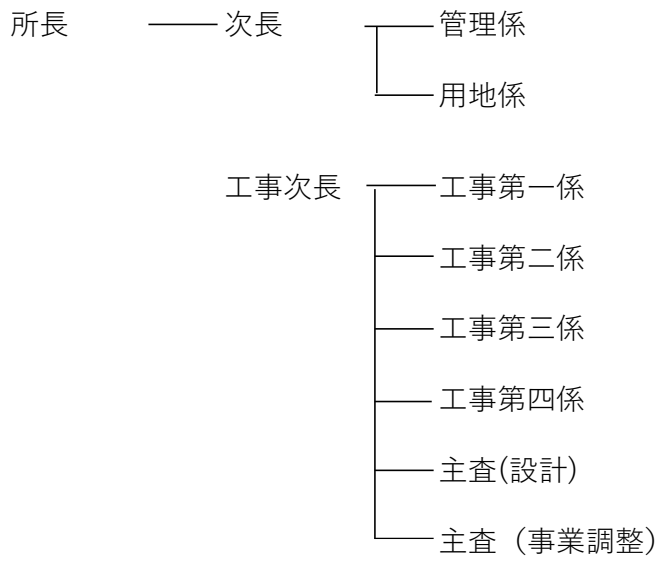 所長 次長 管理係
用地係
工事次長 工事第一係
工事第二係
工事第三係
工事第四係
主査(設計)
主査（事業調整）